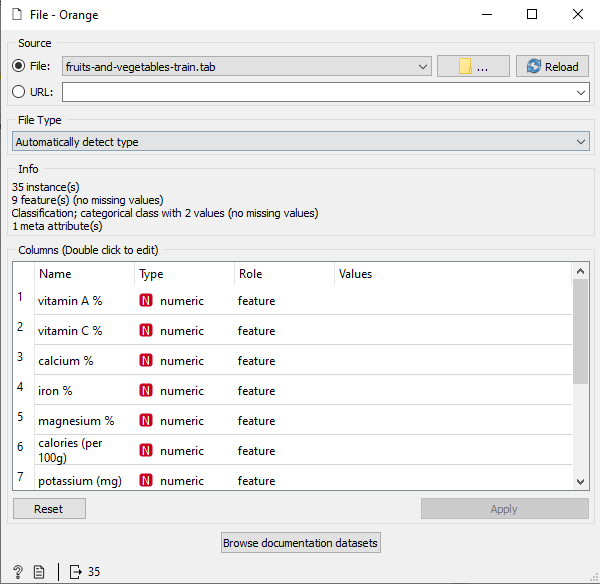 File - Orange
Source
File: fruits-and-vegetables-train.tab ... Reload
URL:
File Type
Automatically detect type
Info
35 instance(s)
9 feature(s) (no missing values)
Classification; categorical class with 2 values (no missing values)
1 meta attribute(s)
Columns (Double click to edit)
Name Type Role Values
1 vitamin A % N numeric feature
2 vitamin C % N numeric feature
3 calcium % N numeric feature
4 iron % N numeric feature
5 magnesium % N numeric feature
6 calories (per
100g) N numeric feature
7 potassium (mg) N numeric feature
Reset Apply
Browse documentation datasets
? 35